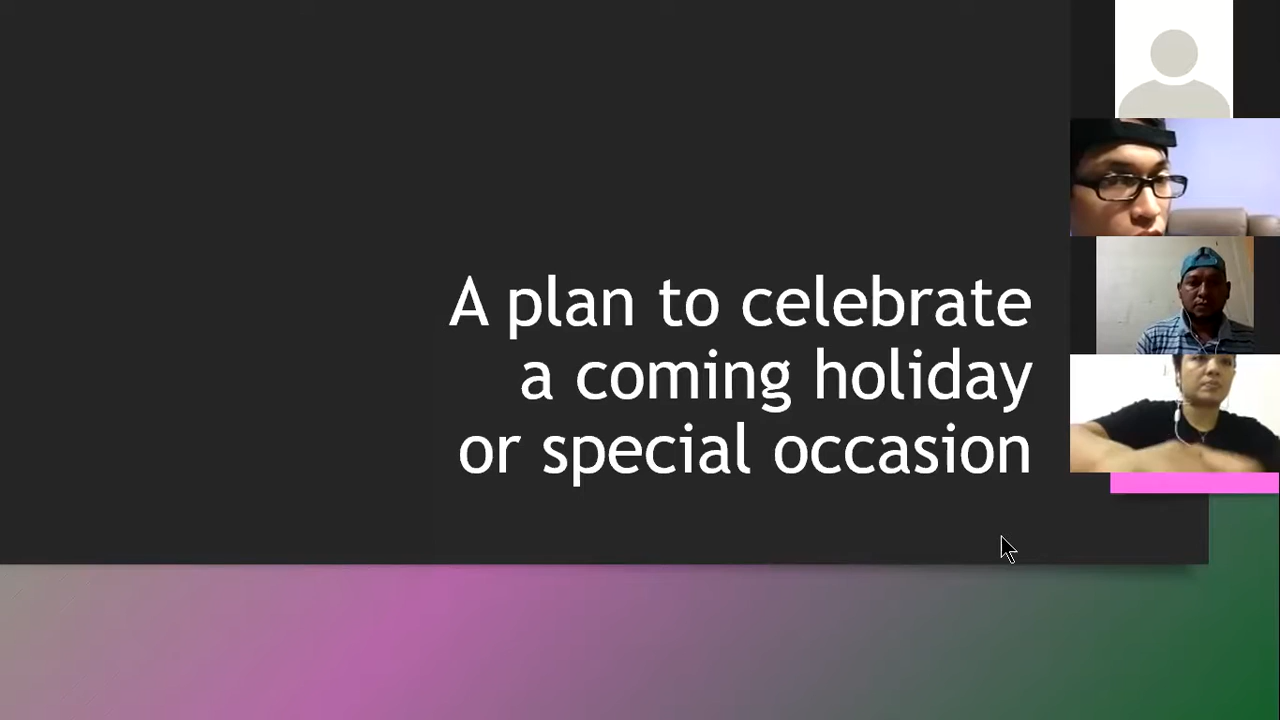 A plan to celebrate
a coming holiday
or special occasion